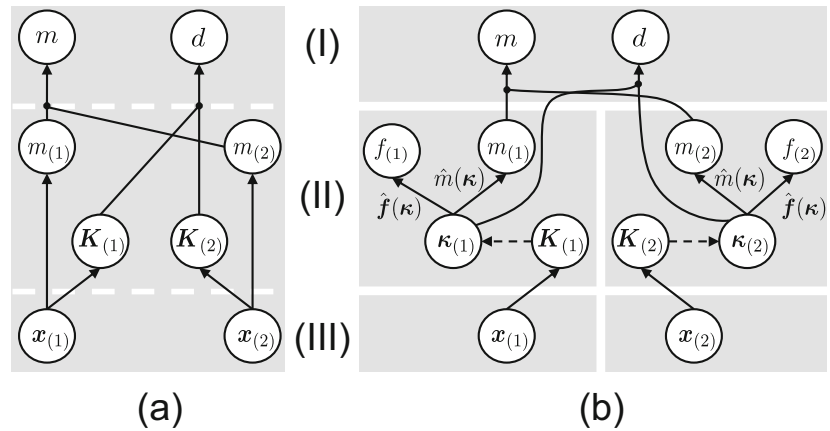 m d (I) m d
m₍₁₎ m₍₂₎ f₍₁₎ m₍₁₎ m₍₂₎ f₍₂₎
m̂(κ) m̂(κ)
(II) f̂(κ) f̂(κ)
K₍₁₎ K₍₂₎ κ₍₁₎ K₍₁₎ K₍₂₎ κ₍₂₎
x₍₁₎ x₍₂₎ (III) x₍₁₎ x₍₂₎
(a) (b)